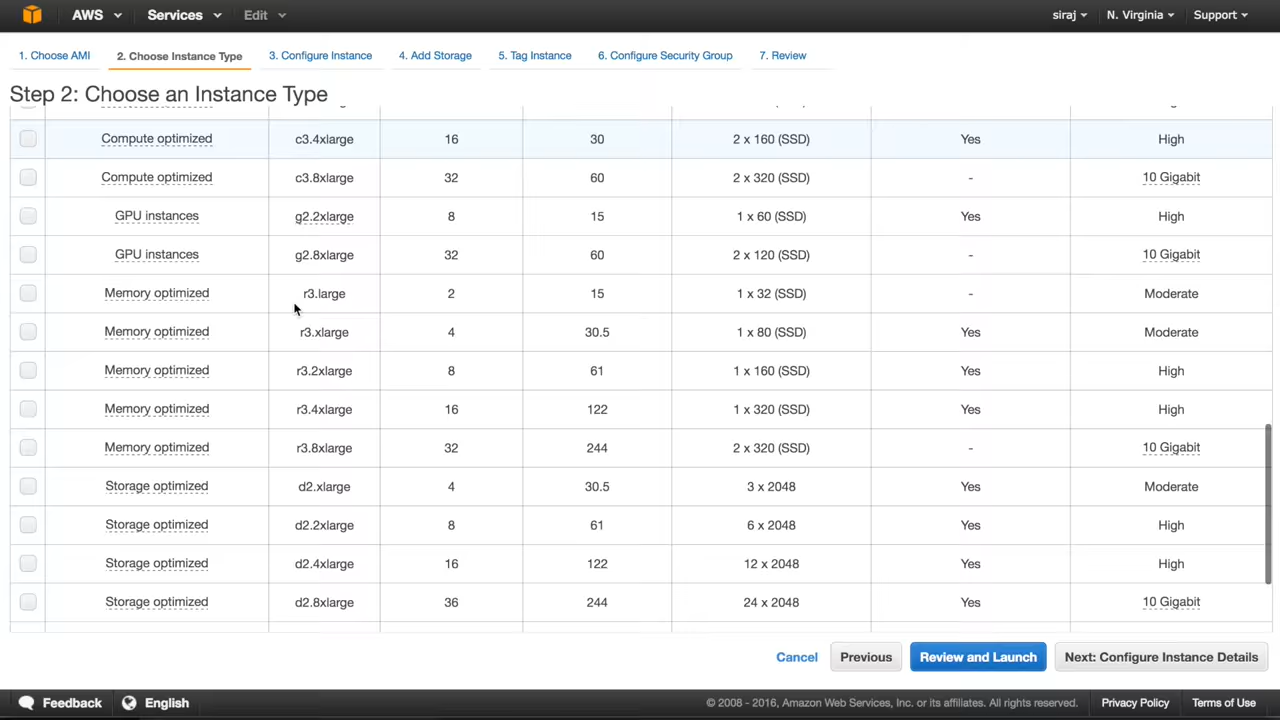 AWS Services Edit siraj N. Virginia Support
1. Choose AMI 2. Choose Instance Type 3. Configure Instance 4. Add Storage 5. Tag Instance 6. Configure Security Group 7. Review
Step 2: Choose an Instance Type
Compute optimized c3.4xlarge 16 30 2 x 160 (SSD) Yes High
Compute optimized c3.8xlarge 32 60 2 x 320 (SSD) - 10 Gigabit
GPU instances g2.2xlarge 8 15 1 x 60 (SSD) Yes High
GPU instances g2.8xlarge 32 60 2 x 120 (SSD) - 10 Gigabit
Memory optimized r3.large 2 15 1 x 32 (SSD) - Moderate
Memory optimized r3.xlarge 4 30.5 1 x 80 (SSD) Yes Moderate
Memory optimized r3.2xlarge 8 61 1 x 160 (SSD) Yes High
Memory optimized r3.4xlarge 16 122 1 x 320 (SSD) Yes High
Memory optimized r3.8xlarge 32 244 2 x 320 (SSD) - 10 Gigabit
Storage optimized d2.xlarge 4 30.5 3 x 2048 Yes Moderate
Storage optimized d2.2xlarge 8 61 6 x 2048 Yes High
Storage optimized d2.4xlarge 16 122 12 x 2048 Yes High
Storage optimized d2.8xlarge 36 244 24 x 2048 Yes 10 Gigabit
Cancel Previous Review and Launch Next: Configure Instance Details
Feedback English © 2008 - 2016, Amazon Web Services, Inc. or its affiliates. All rights reserved. Privacy Policy Terms of Use